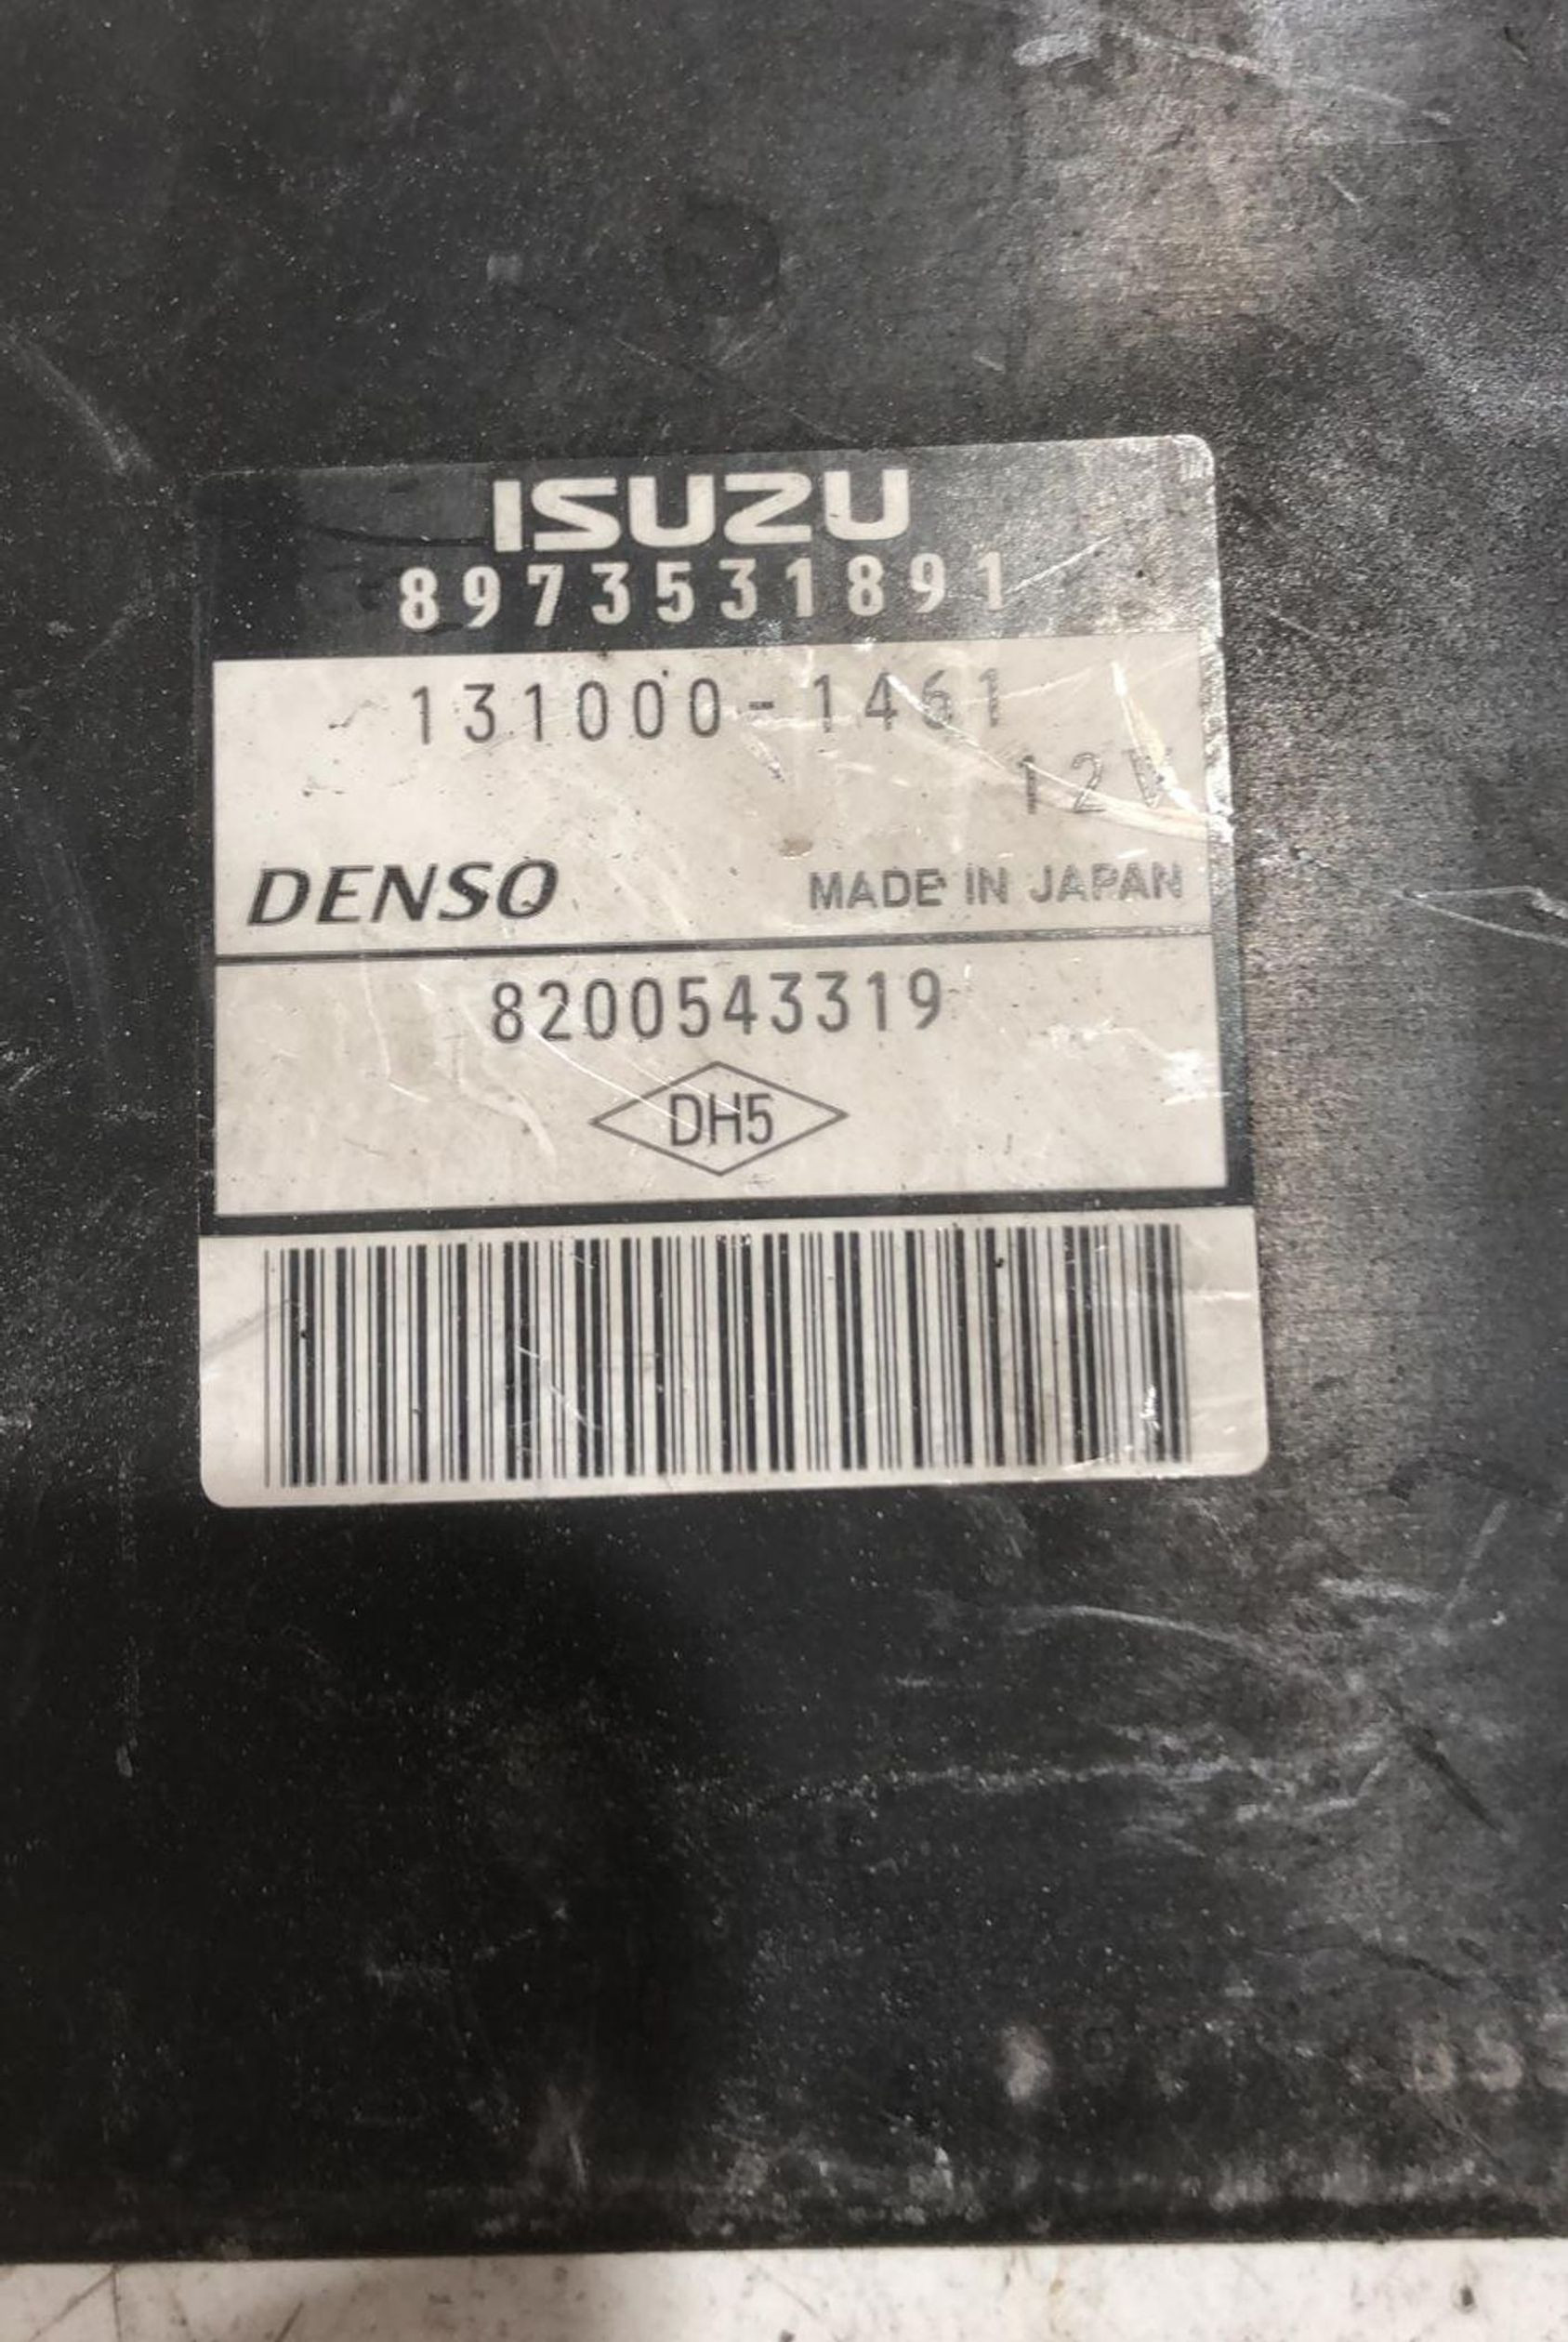 ISUZU
8973531891
131000-1461
12V
DENSO MADE IN JAPAN
8200543319
DH5